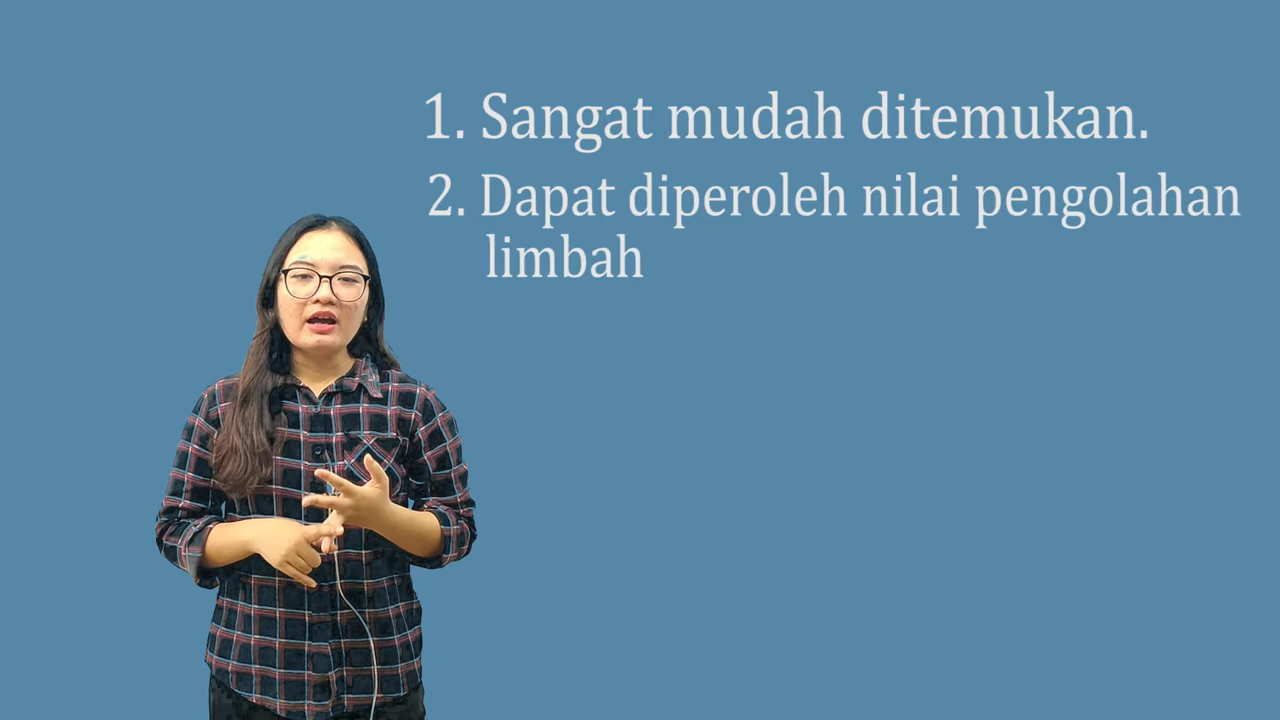 1. Sangat mudah ditemukan.
2. Dapat diperoleh nilai pengolahan
limbah